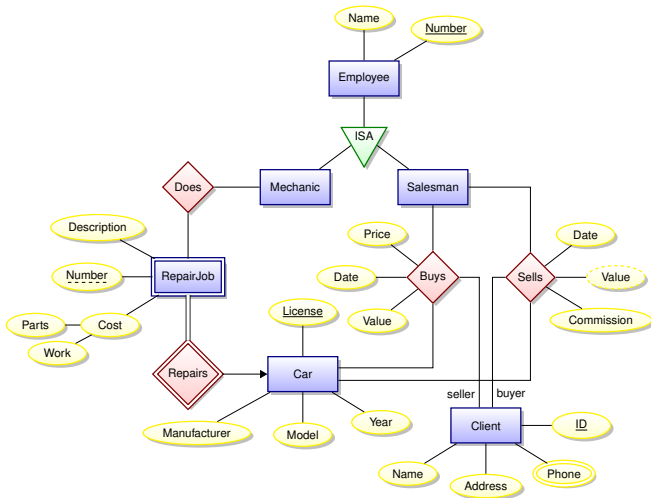 Name
Number
Employee
ISA
Does
Mechanic
Salesman
Description
Price
Date
RepairJob
Number
Date
Buys
Sells
Value
Parts
Cost
License
Value
Commission
Work
Repairs
Car
seller
buyer
Manufacturer
Model
Year
Client
ID
Name
Address
Phone